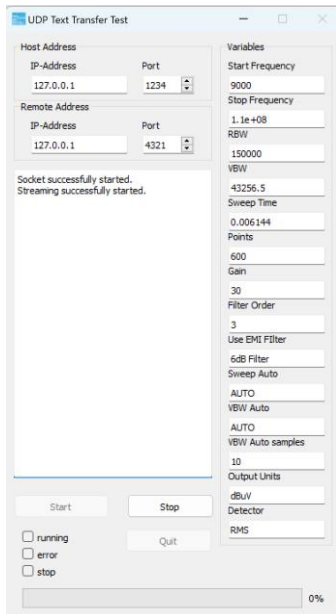 UDP Text Transfer Test
Host Address
IP-Address Port
127.0.0.1 1234
Remote Address
IP-Address Port
127.0.0.1 4321
Socket successfully started.
Streaming successfully started.
Start Stop
running
error
stop
Quit
0%
Variables
Start Frequency
9000
Stop Frequency
1.1e+08
RBW
150000
VBW
43256.5
Sweep Time
0.006144
Points
600
Gain
30
Filter Order
3
Use EMI FIlter
6dB Filter
Sweep Auto
AUTO
VBW Auto
AUTO
VBW Auto samples
10
Output Units
dBuV
Detector
RMS